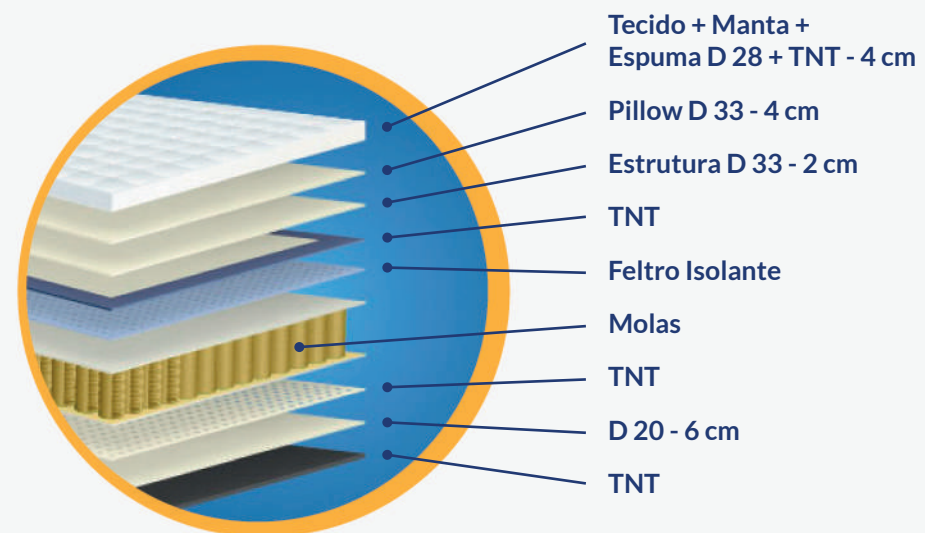 Tecido + Manta +
Espuma D 28 + TNT - 4 cm
Pillow D 33 - 4 cm
Estrutura D 33 - 2 cm
TNT
Feltro Isolante
Molas
TNT
D 20 - 6 cm
TNT